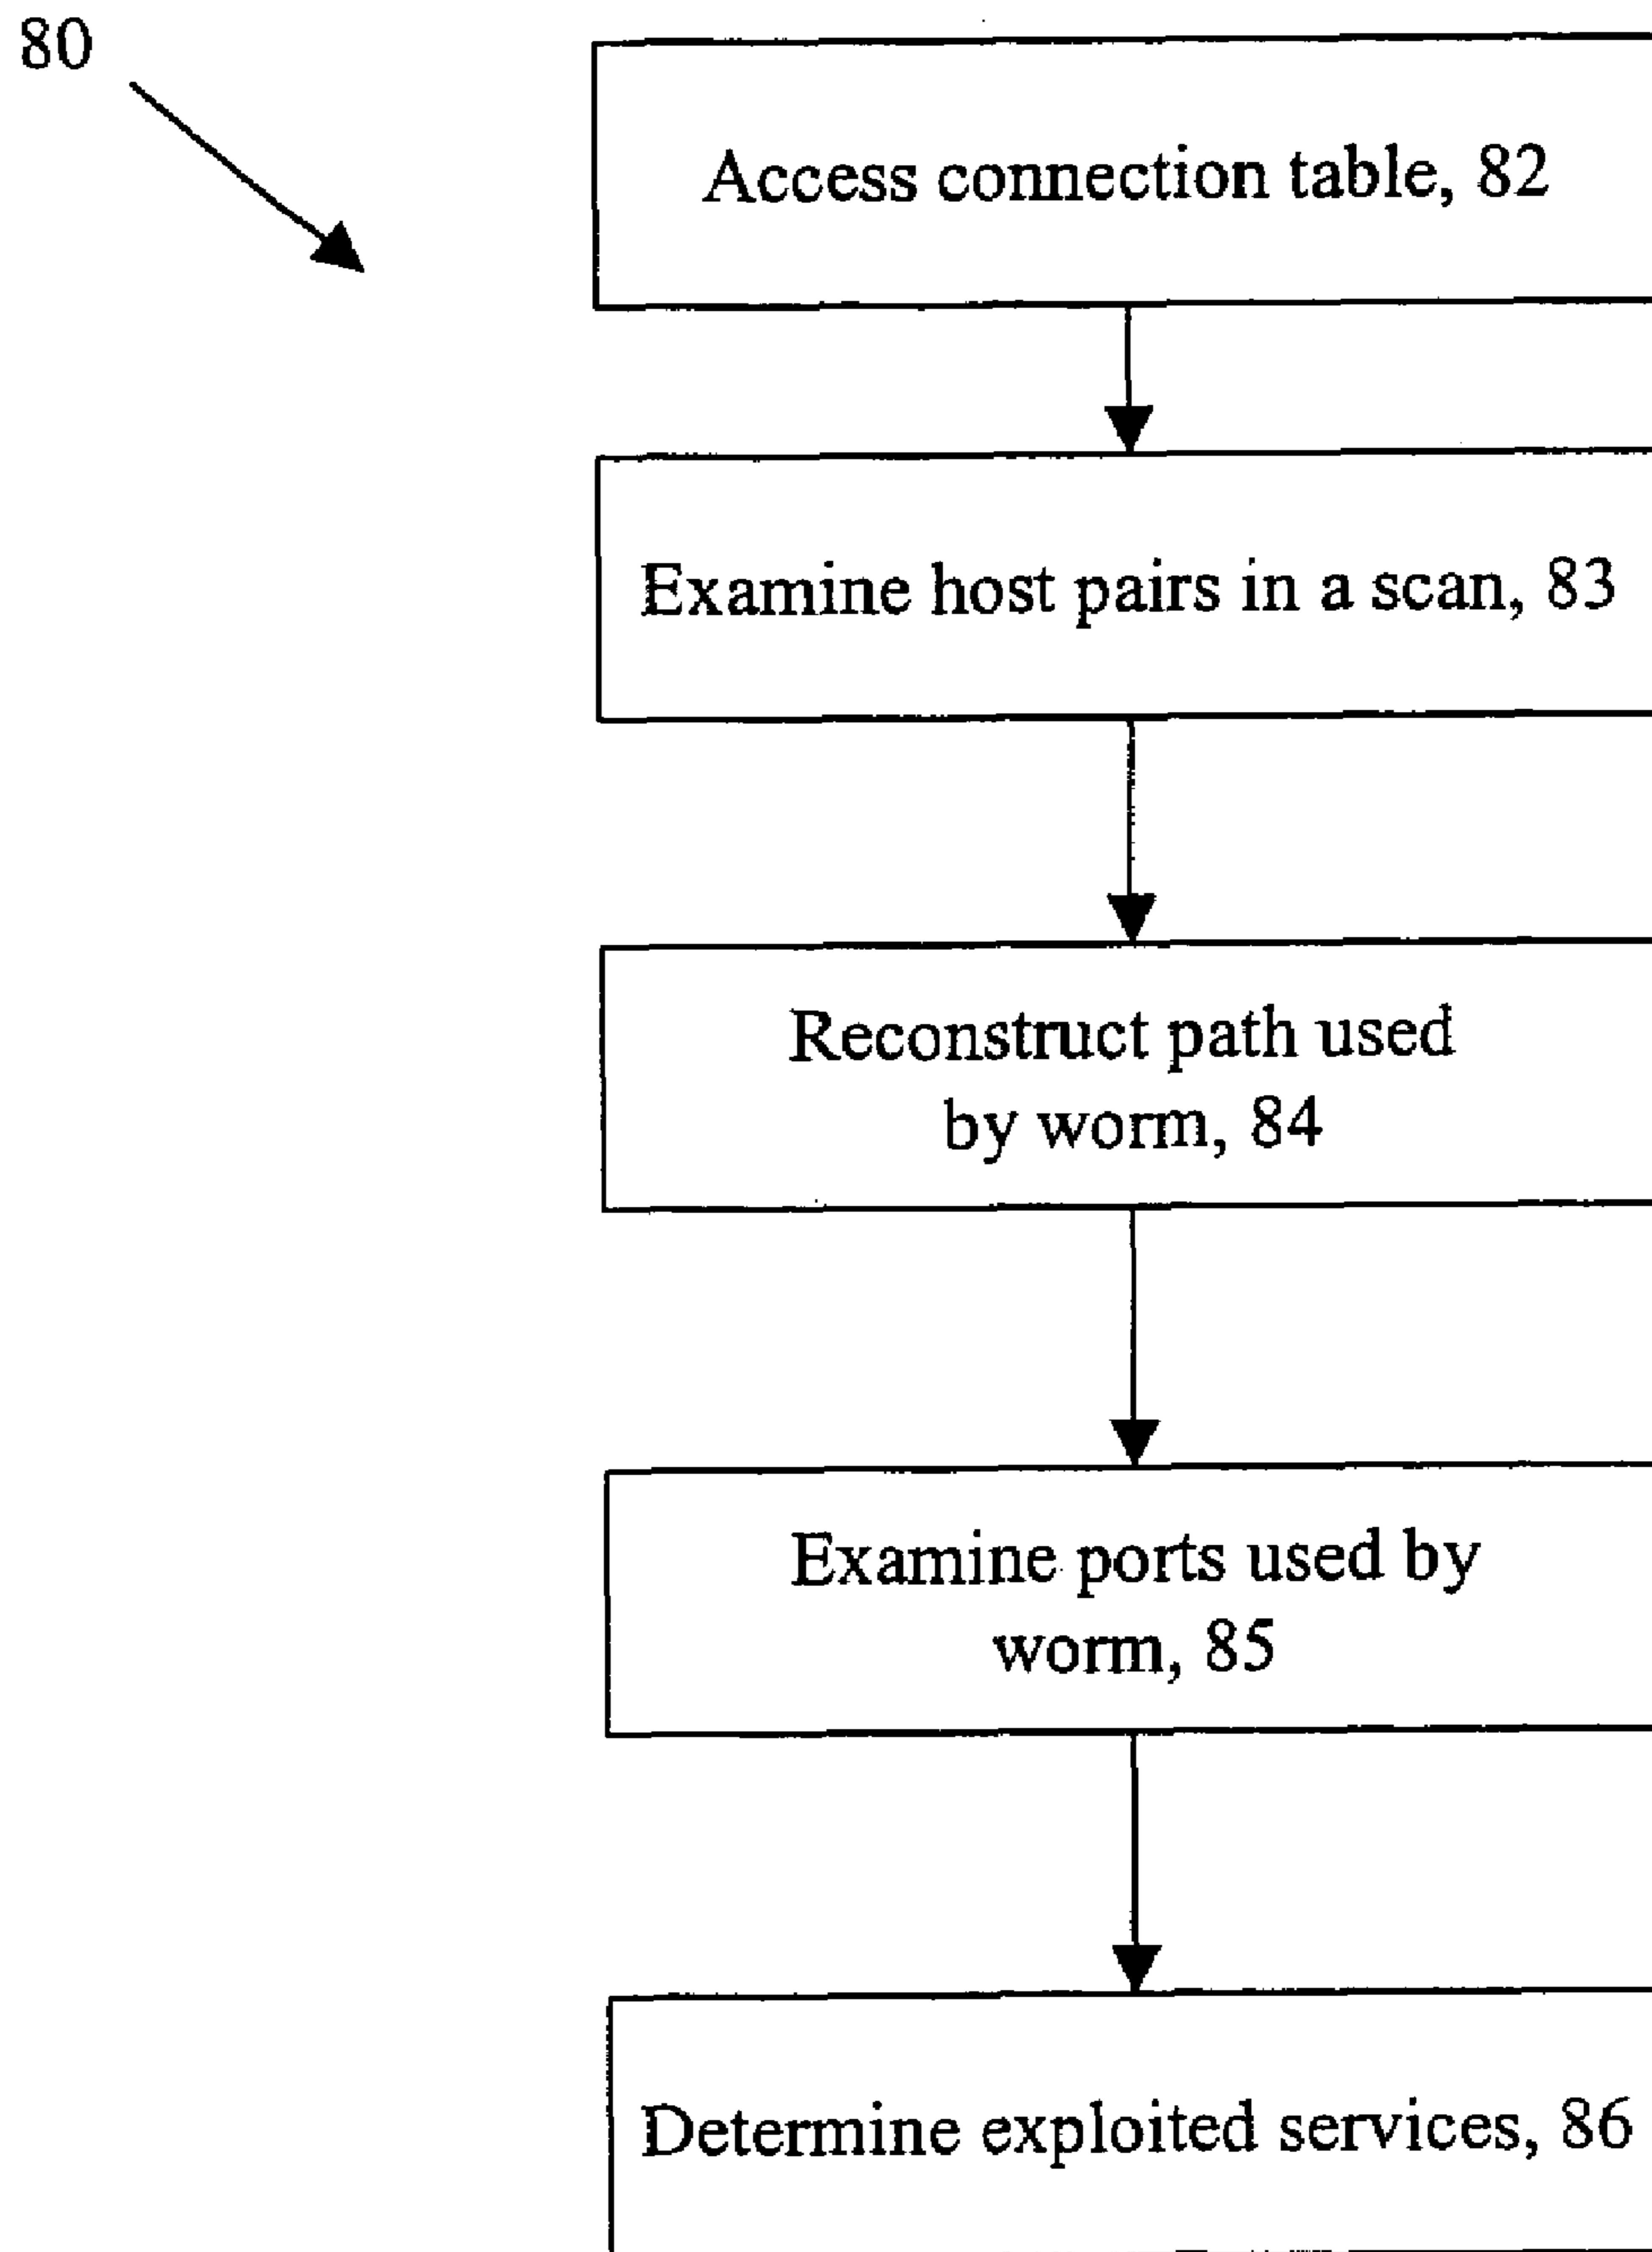 80
Access connection table, 82
Examine host pairs in a scan, 83
Reconstruct path used
by worm, 84
Examine ports used by
worm, 85
Determine exploited services, 86